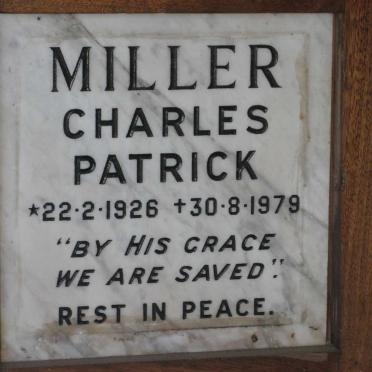 MILLER
CHARLES
PATRICK
*22·2·1926 †30·8·1979
"BY HIS GRACE
WE ARE SAVED".
REST IN PEACE.